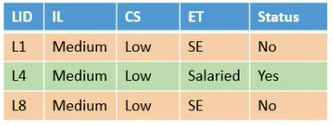 LID IL CS ET Status
L1 Medium Low SE No
L4 Medium Low Salaried Yes
L8 Medium Low SE No